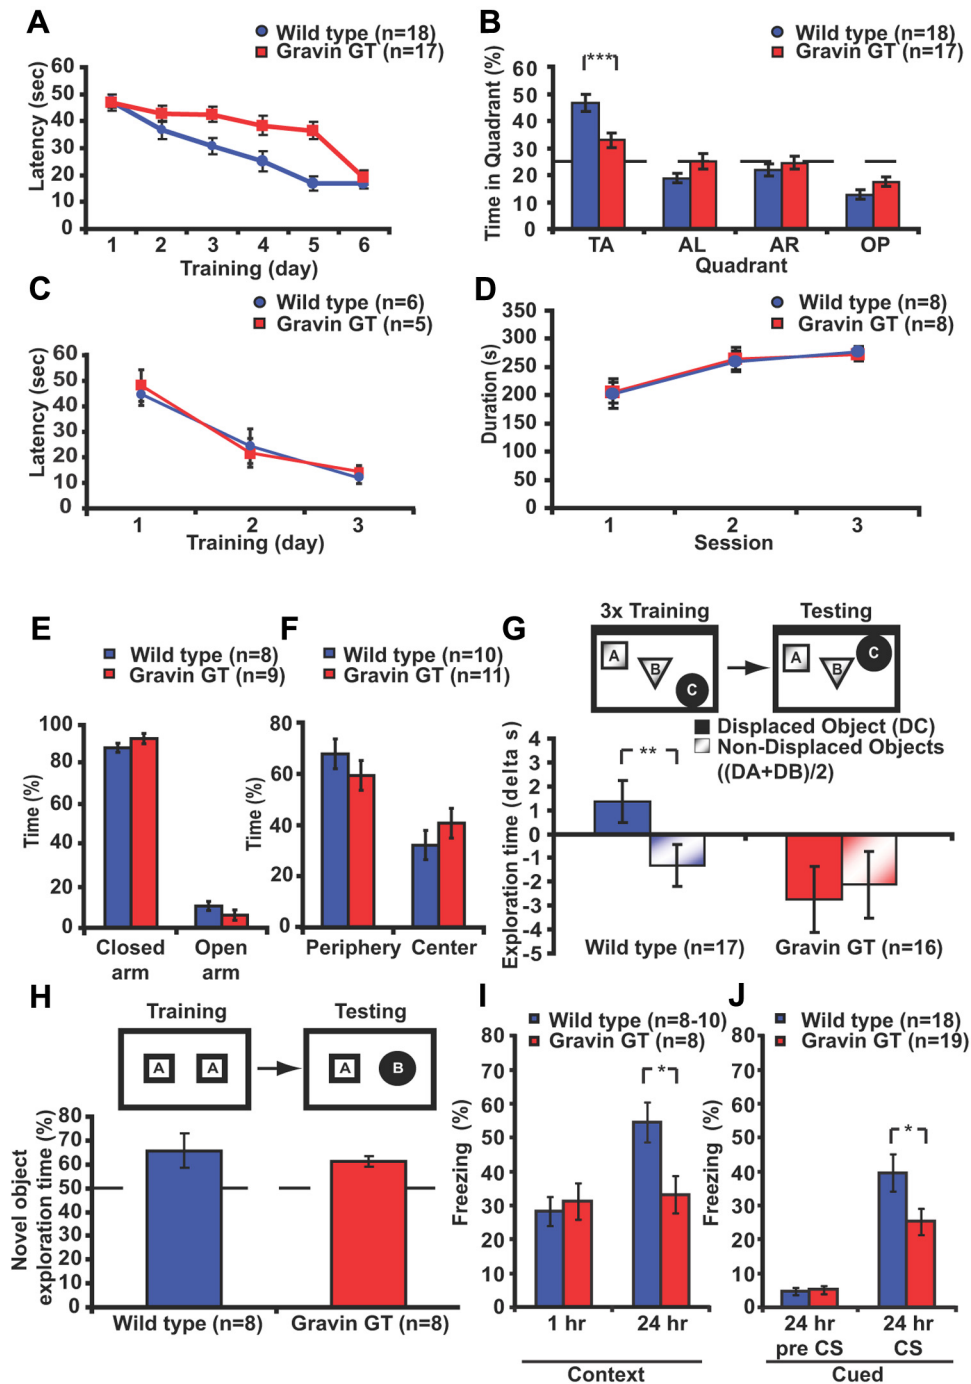 A
Wild type (n=18)
Gravin GT (n=17)
Latency (sec)
60
50
40
30
20
10
0
1 2 3 4 5 6
Training (day)
B
Wild type (n=18)
Gravin GT (n=17)
Time in Quadrant (%)
60
50
40
30
20
10
0
***
TA AL AR OP
Quadrant
C
Wild type (n=6)
Gravin GT (n=5)
Latency (sec)
60
50
40
30
20
10
0
1 2 3
Training (day)
D
Wild type (n=8)
Gravin GT (n=8)
Duration (s)
350
300
250
200
150
100
50
0
1 2 3
Session
E
Wild type (n=8)
Gravin GT (n=9)
Time (%)
100
80
60
40
20
0
Closed arm
Open arm
F
Wild type (n=10)
Gravin GT (n=11)
Time (%)
80
60
40
20
0
Periphery Center
G
3x Training
Testing
A B C
A B C
Displaced Object (DC)
Non-Displaced Objects
((DA+DB)/2)
Exploration time (delta s)
4
3
2
1
0
-1
-2
-3
-4
-5
**
Wild type (n=17) Gravin GT (n=16)
H
Training
Testing
A A
A B
Novel object
exploration time (%)
80
70
60
50
40
30
20
10
0
Wild type (n=8) Gravin GT (n=8)
I
Wild type (n=8-10)
Gravin GT (n=8)
Freezing (%)
80
70
60
50
40
30
20
10
0
*
1 hr 24 hr
Context
J
Wild type (n=18)
Gravin GT (n=19)
Freezing (%)
80
70
60
50
40
30
20
10
0
*
24 hr pre CS
24 hr CS
Cued